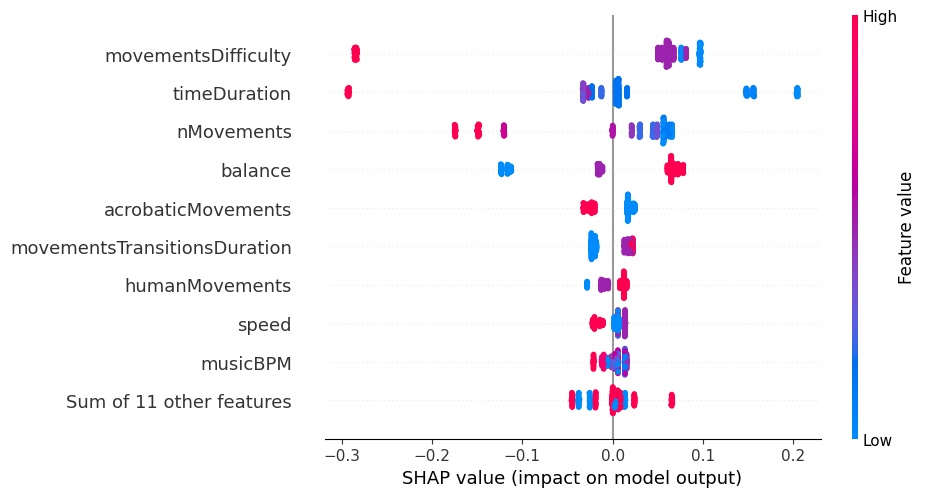 High
movementsDifficulty
timeDuration
nMovements
balance
acrobaticMovements
movementsTransitionsDuration
humanMovements
speed
musicBPM
Sum of 11 other features
Feature value
Low
−0.3 −0.2 −0.1 0.0 0.1 0.2
SHAP value (impact on model output)